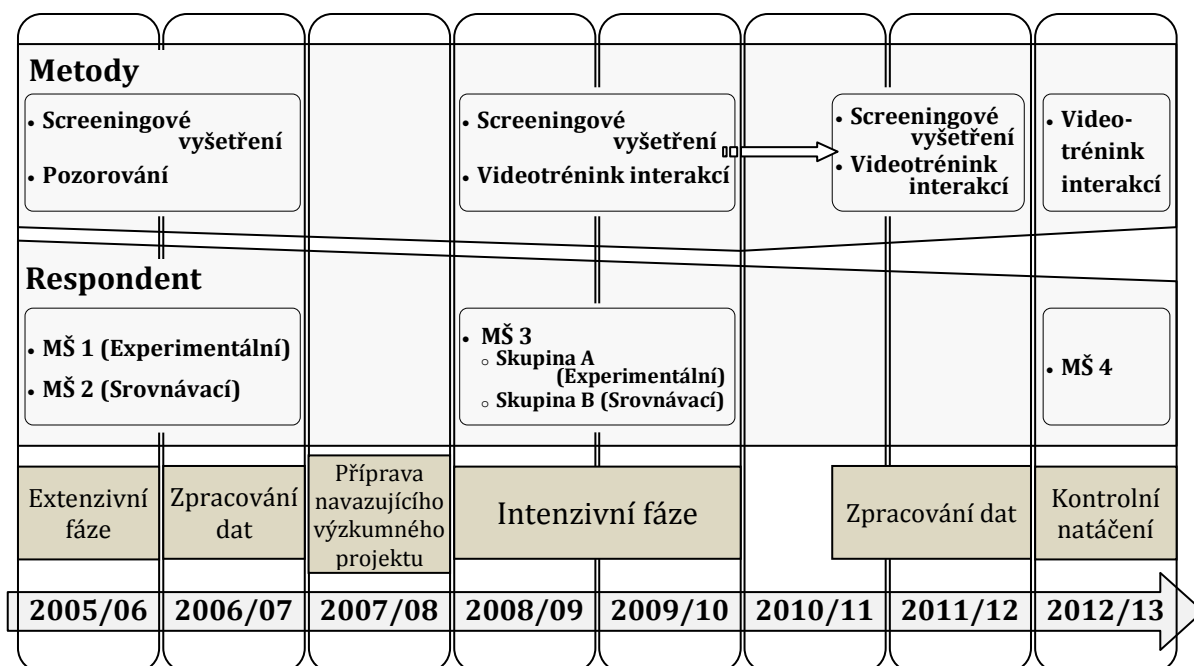 Metody
• Screeningové
vyšetření
• Pozorování
• Screeningové
vyšetření
• Videotrénink interakcí
• Screeningové
vyšetření
• Videotrénink
interakcí
• Video-
trénink
interakcí
Respondent
• MŠ 1 (Experimentální)
• MŠ 2 (Srovnávací)
• MŠ 3
○ Skupina A
(Experimentální)
○ Skupina B (Srovnávací)
• MŠ 4
Extenzivní
fáze
Zpracování
dat
Příprava
navazujícího
výzkumného
projektu
Intenzivní fáze
Zpracování dat
Kontrolní
natáčení
2005/06 2006/07 2007/08 2008/09 2009/10 2010/11 2011/12 2012/13